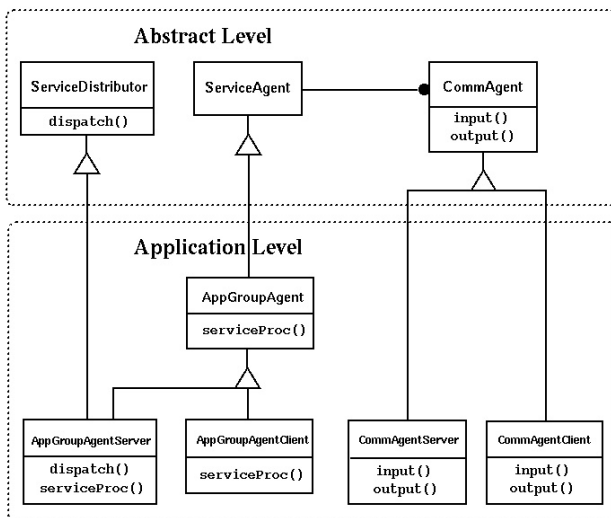 Abstract Level
ServiceDistributor
dispatch()
ServiceAgent
CommAgent
input()
output()
Application Level
AppGroupAgent
serviceProc()
AppGroupAgentServer
dispatch()
serviceProc()
AppGroupAgentClient
serviceProc()
CommAgentServer
input()
output()
CommAgentClient
input()
output()